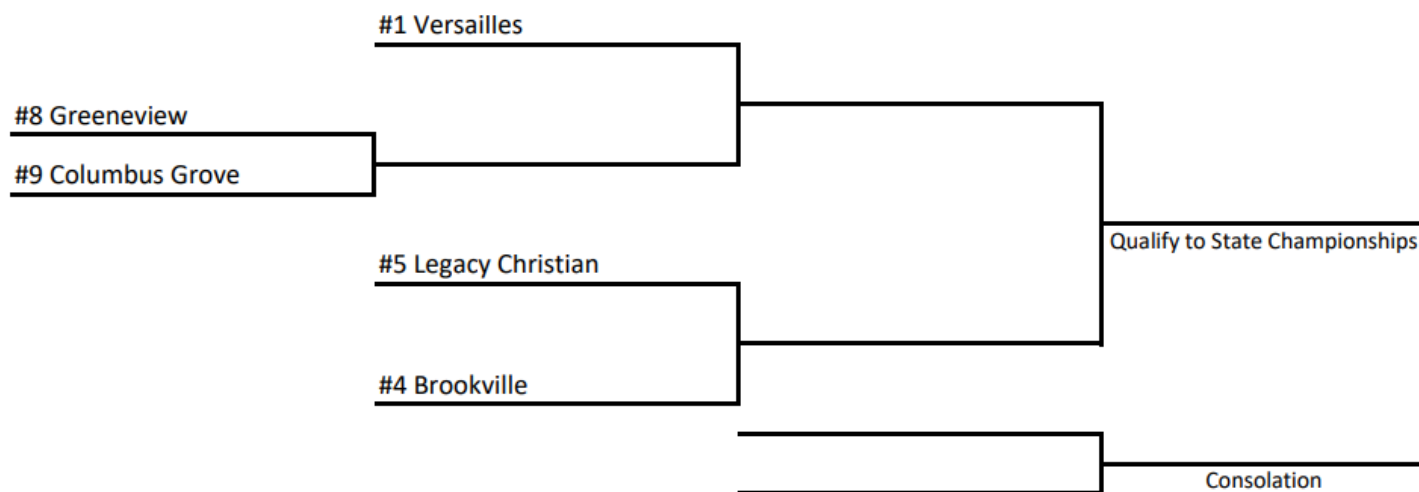 #1 Versailles
#8 Greeneview
#9 Columbus Grove
Qualify to State Championships
#5 Legacy Christian
#4 Brookville
Consolation